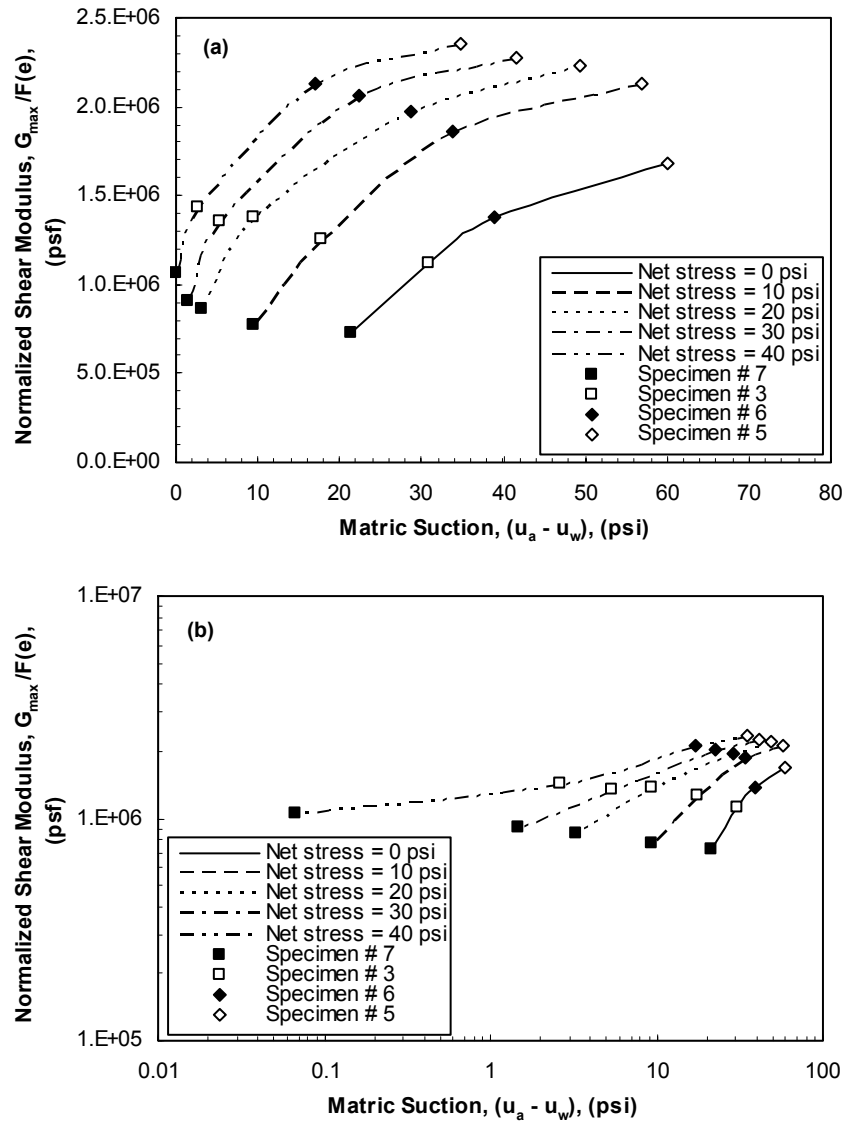 (a)
Normalized Shear Modulus, Gmax /F(e),
(psf)
2.5E+06
2.0E+06
1.5E+06
1.0E+06
5.0E+05
0.0E+00
Net stress = 0 psi
Net stress = 10 psi
Net stress = 20 psi
Net stress = 30 psi
Net stress = 40 psi
Specimen # 7
Specimen # 3
Specimen # 6
Specimen # 5
0 10 20 30 40 50 60 70 80
Matric Suction, (ua - uw), (psi)
(b)
Normalized Shear Modulus, Gmax /F(e),
(psf)
1.E+07
1.E+06
1.E+05
Net stress = 0 psi
Net stress = 10 psi
Net stress = 20 psi
Net stress = 30 psi
Net stress = 40 psi
Specimen # 7
Specimen # 3
Specimen # 6
Specimen # 5
0.01 0.1 1 10 100
Matric Suction, (ua - uw), (psi)